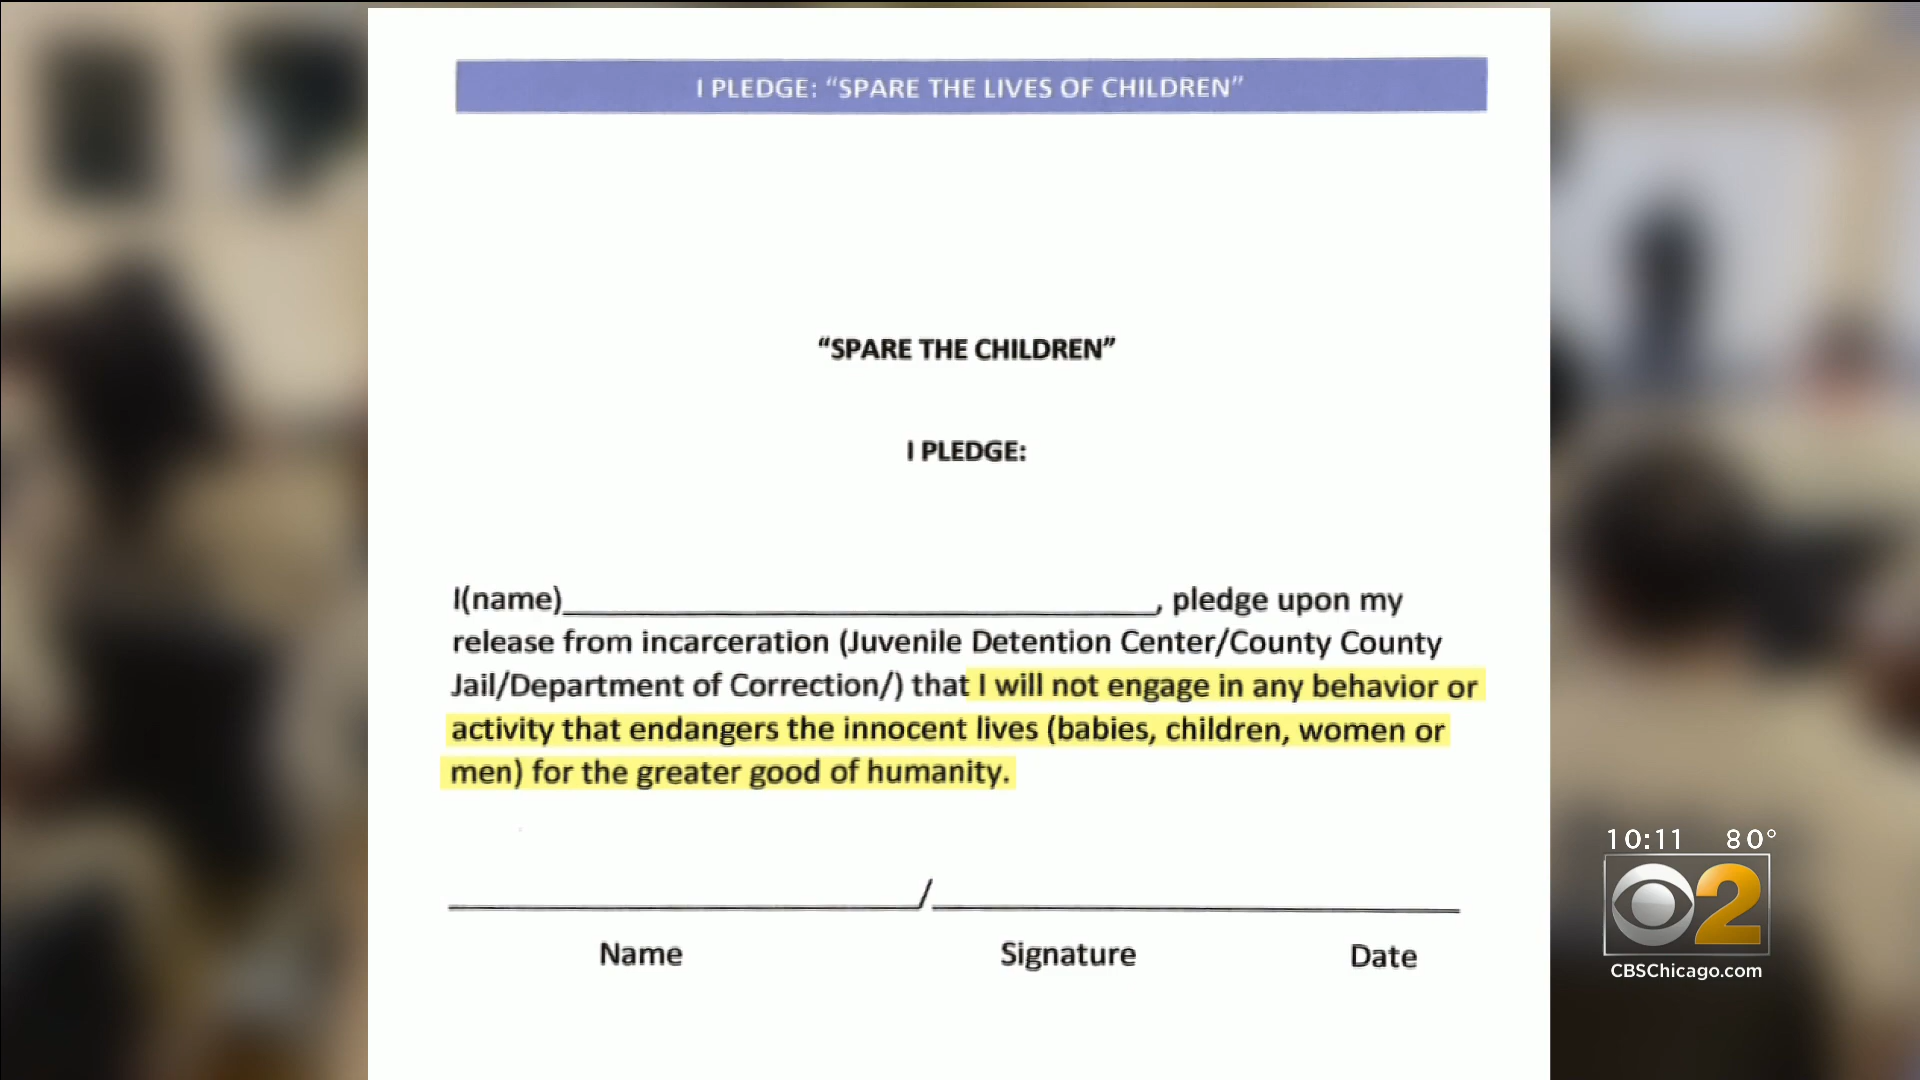 I PLEDGE: “SPARE THE LIVES OF CHILDREN”
“SPARE THE CHILDREN”
I PLEDGE:
I(name)______________________________________, pledge upon my
release from incarceration (Juvenile Detention Center/County County
Jail/Department of Correction/) that I will not engage in any behavior or
activity that endangers the innocent lives (babies, children, women or
men) for the greater good of humanity.
______________________________/__________________________________
Name Signature Date
10:11 80°
2
CBSChicago.com